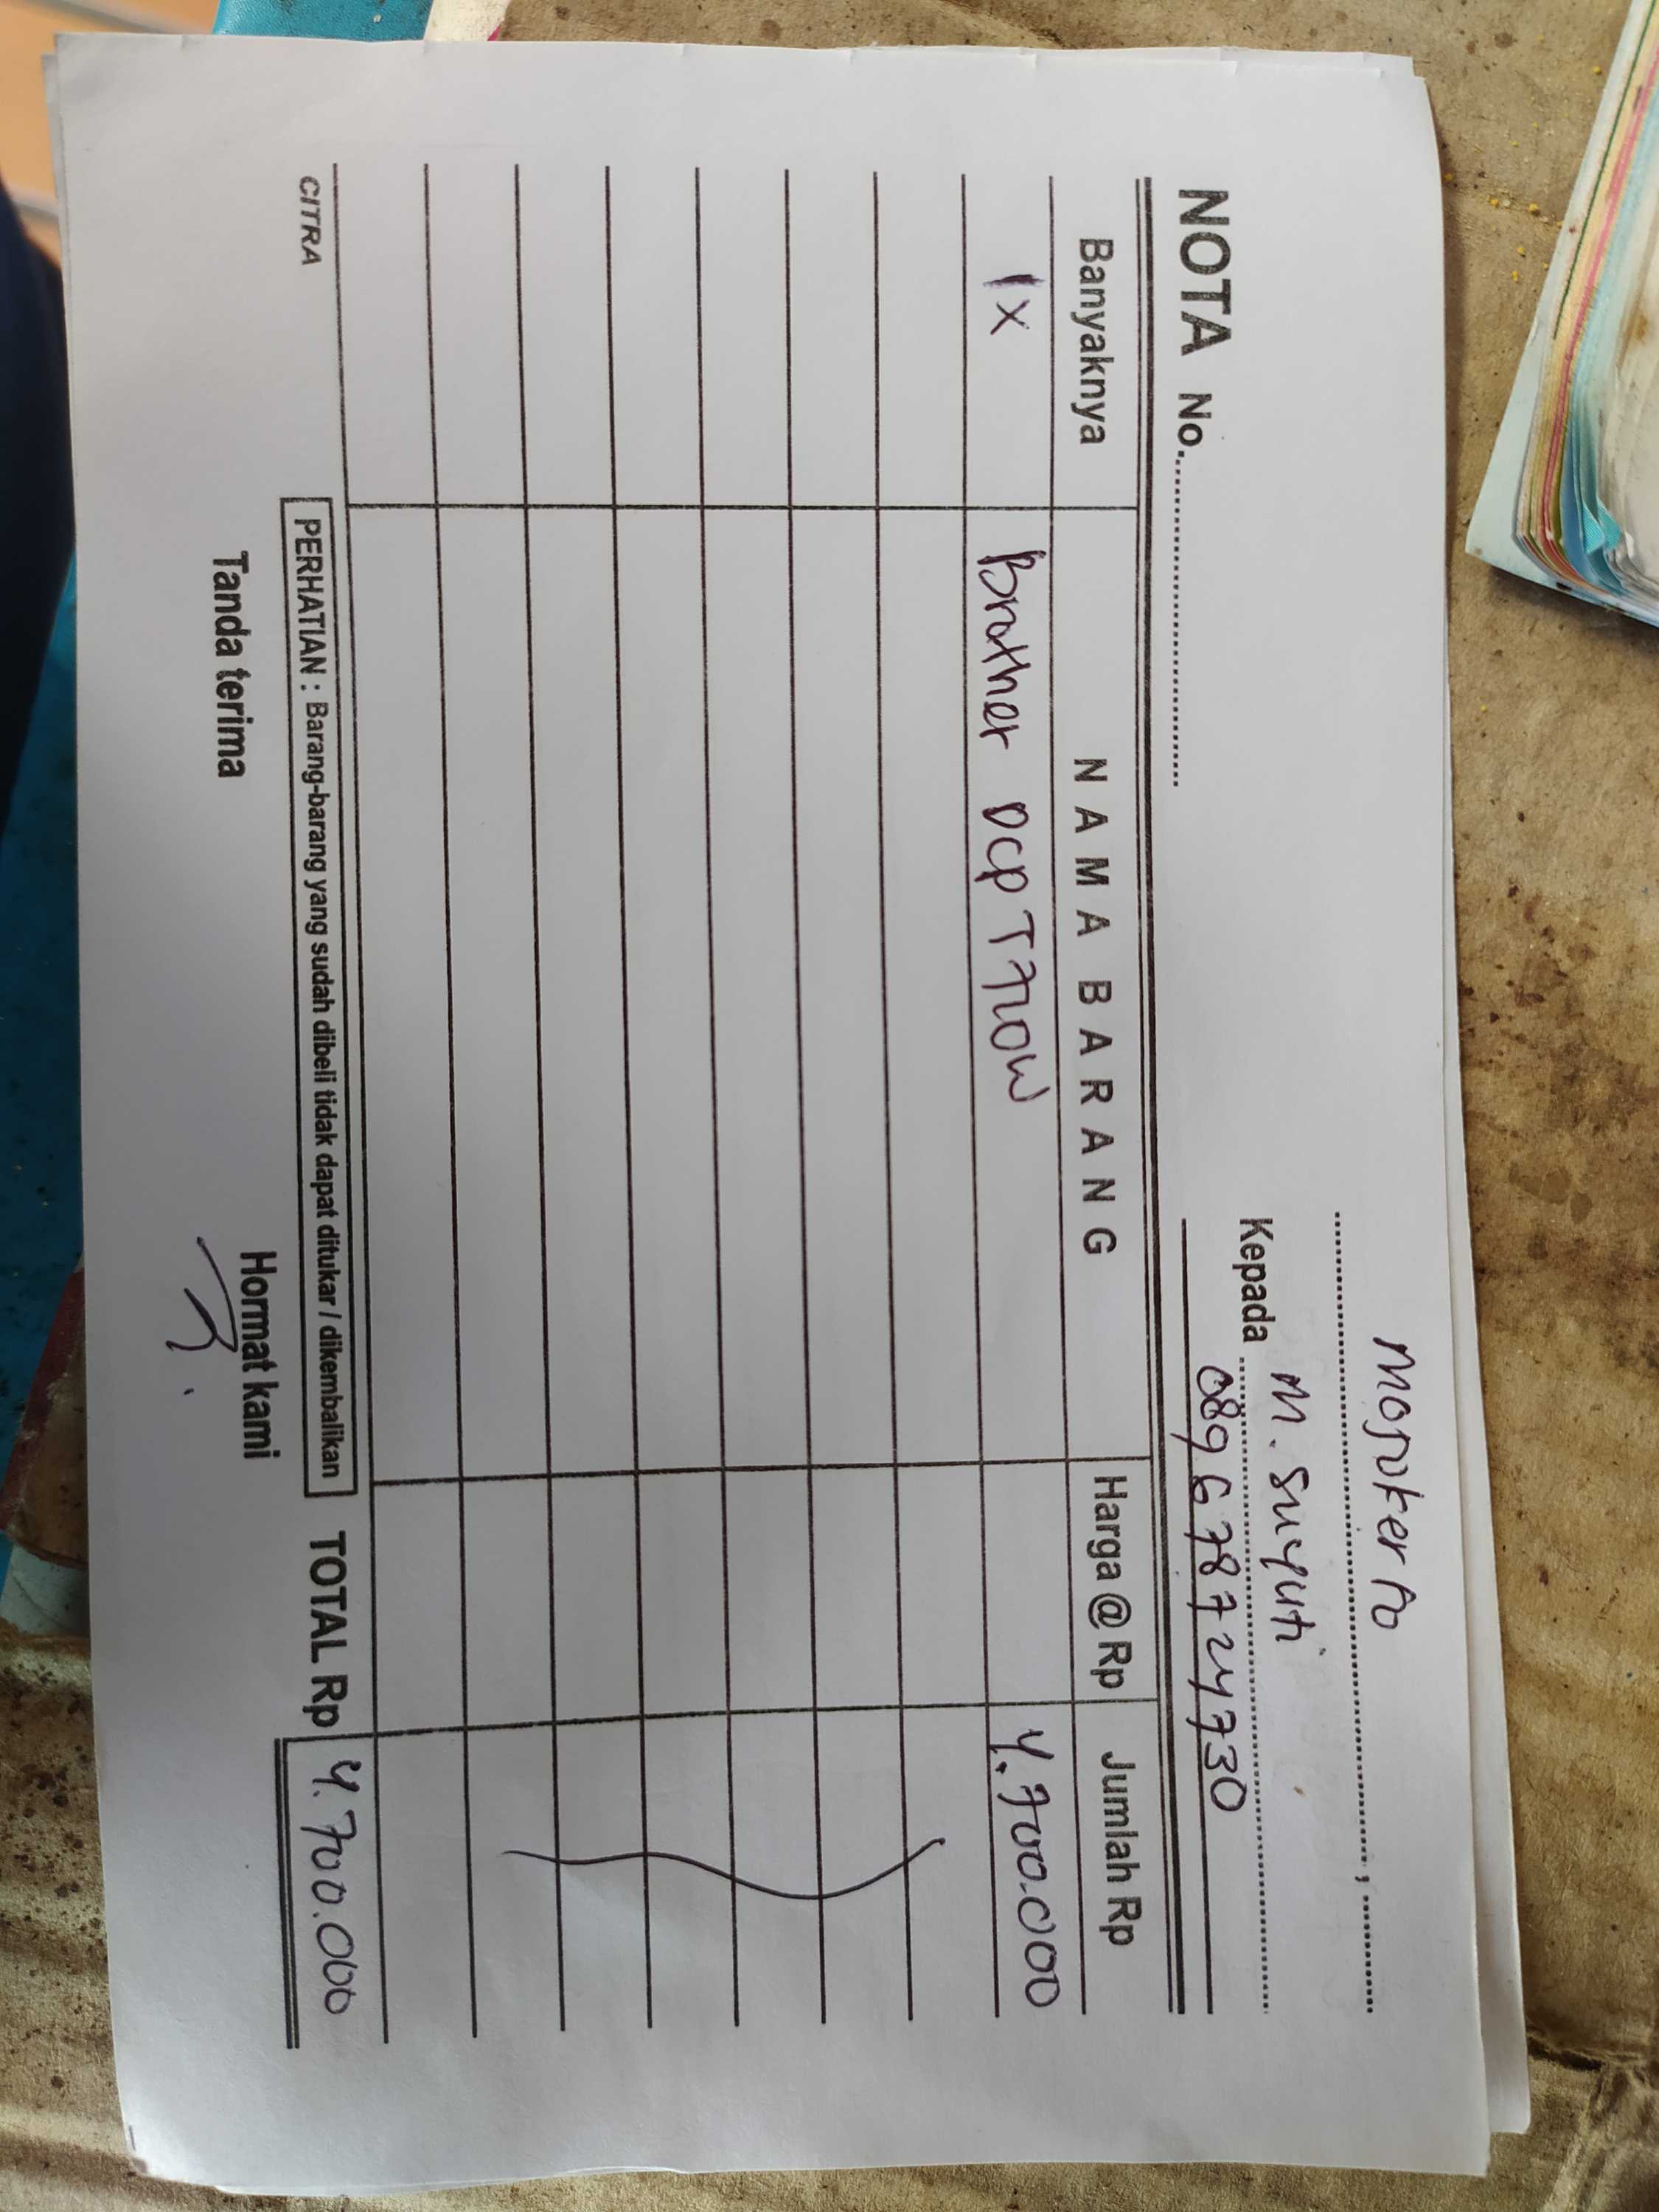 Mojokerto
..............................................................., ............
Kepada M. Suyuti
089678724730
NOTA No. ......................................
Banyaknya NAMA BARANG Harga @ Rp Jumlah Rp
1 x Brother DCP T710W 4.700.000
CITRA PERHATIAN : Barang-barang yang sudah dibeli tidak dapat ditukar / dikembalikan TOTAL Rp 4.700.000
Tanda terima Hormat kami